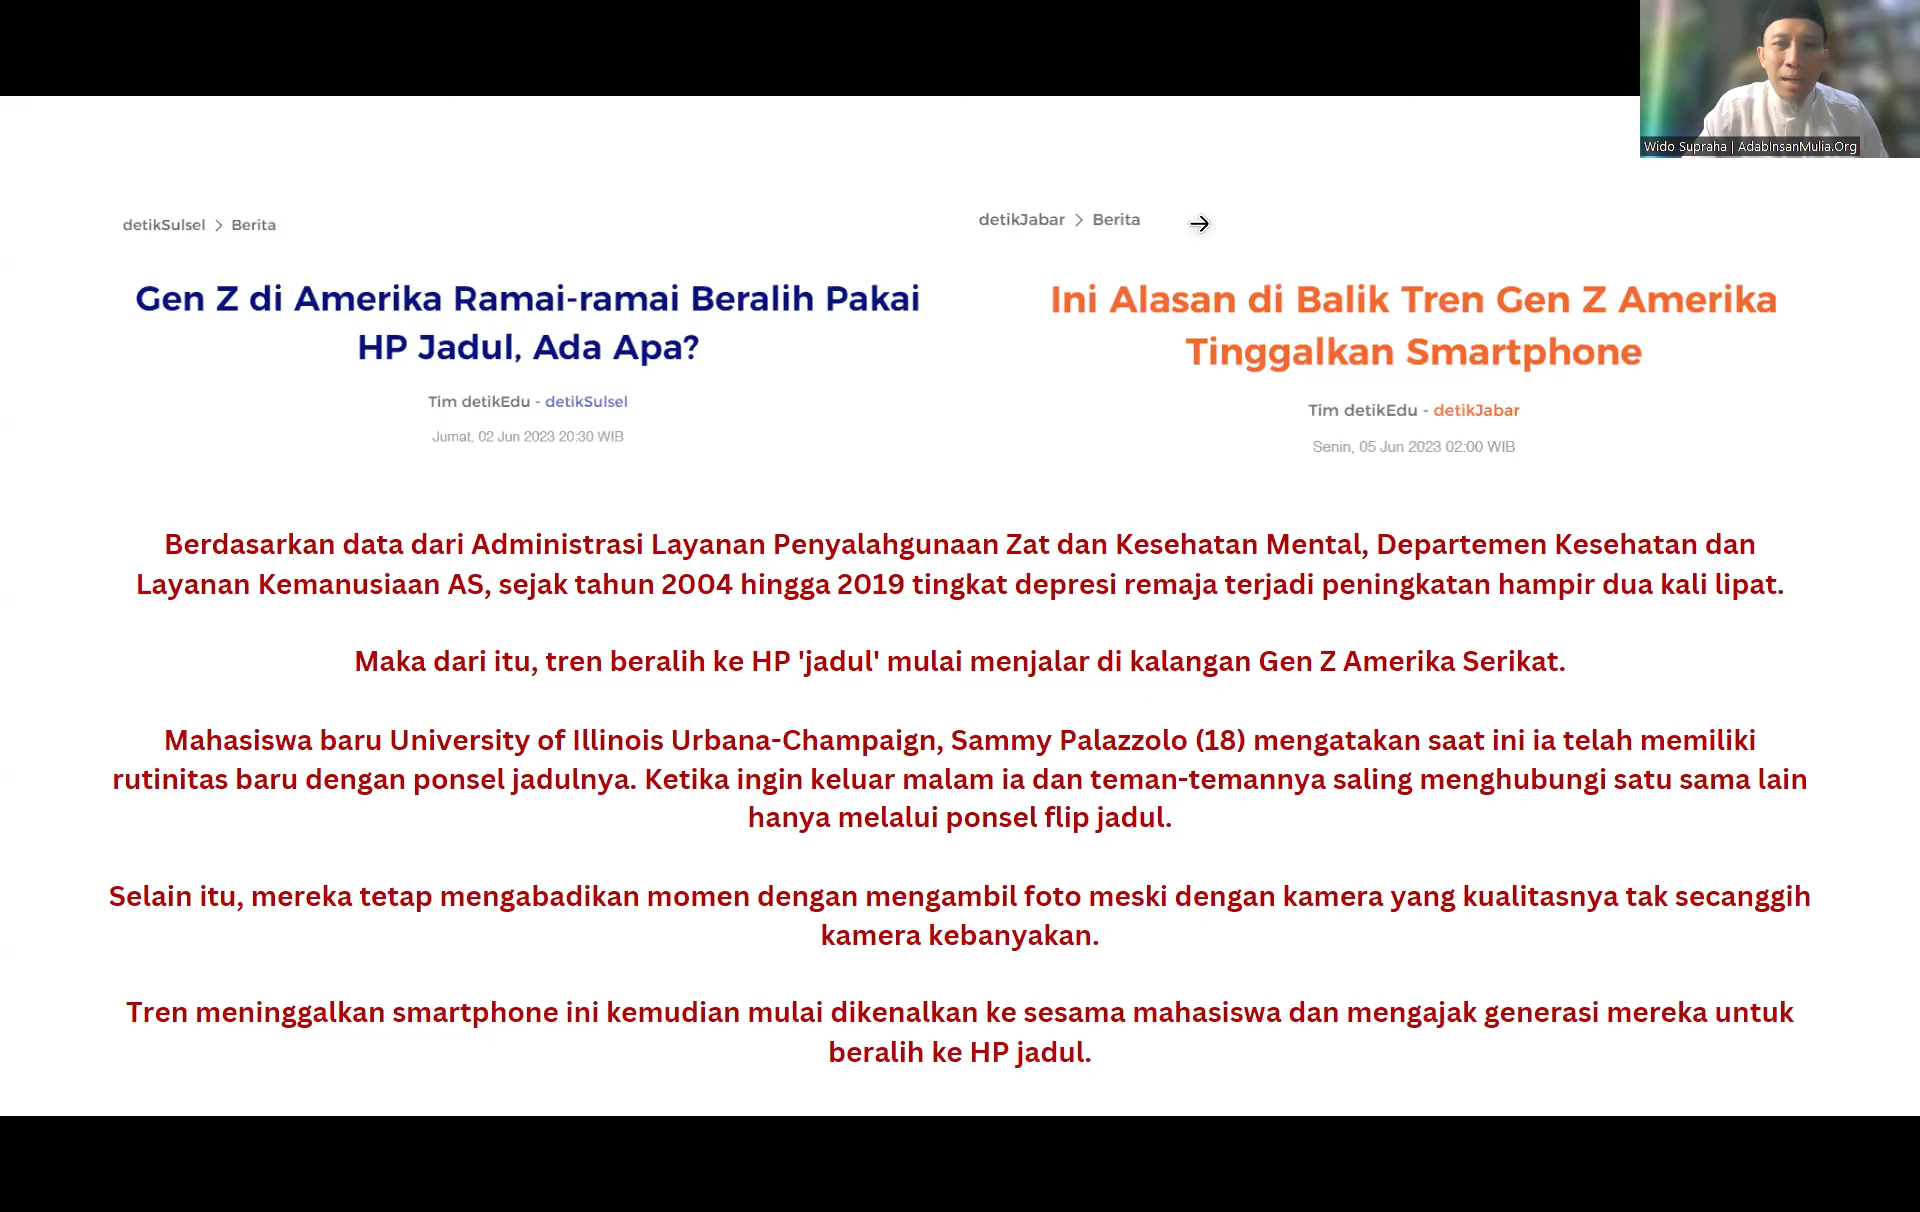 Wido Supraha | AdabInsanMulia.Org
detikSulsel > Berita
Gen Z di Amerika Ramai-ramai Beralih Pakai
HP Jadul, Ada Apa?
Tim detikEdu - detikSulsel
Jumat, 02 Jun 2023 20:30 WIB
detikJabar > Berita
Ini Alasan di Balik Tren Gen Z Amerika
Tinggalkan Smartphone
Tim detikEdu - detikJabar
Senin, 05 Jun 2023 02:00 WIB
Berdasarkan data dari Administrasi Layanan Penyalahgunaan Zat dan Kesehatan Mental, Departemen Kesehatan dan
Layanan Kemanusiaan AS, sejak tahun 2004 hingga 2019 tingkat depresi remaja terjadi peningkatan hampir dua kali lipat.
Maka dari itu, tren beralih ke HP 'jadul' mulai menjalar di kalangan Gen Z Amerika Serikat.
Mahasiswa baru University of Illinois Urbana-Champaign, Sammy Palazzolo (18) mengatakan saat ini ia telah memiliki
rutinitas baru dengan ponsel jadulnya. Ketika ingin keluar malam ia dan teman-temannya saling menghubungi satu sama lain
hanya melalui ponsel flip jadul.
Selain itu, mereka tetap mengabadikan momen dengan mengambil foto meski dengan kamera yang kualitasnya tak secanggih
kamera kebanyakan.
Tren meninggalkan smartphone ini kemudian mulai dikenalkan ke sesama mahasiswa dan mengajak generasi mereka untuk
beralih ke HP jadul.